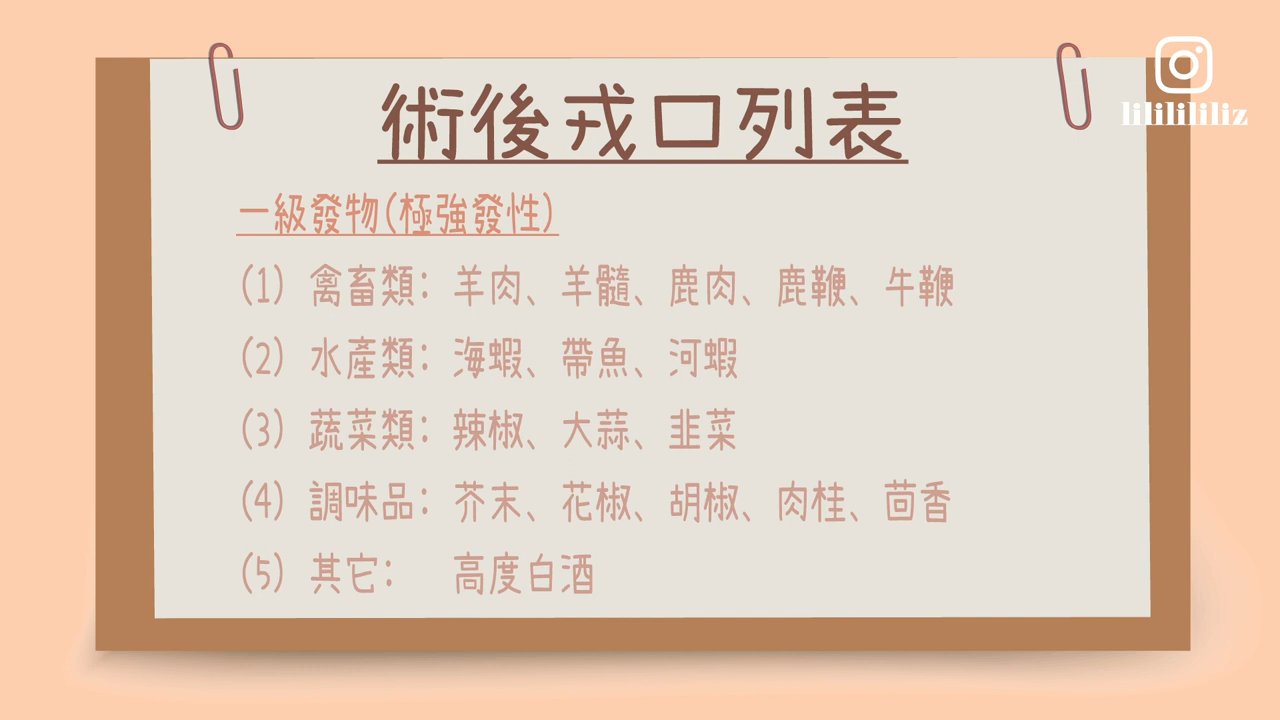 lilililililiz
術後戒口列表
一級發物(極強發性)
(1) 禽畜類: 羊肉、羊髓、鹿肉、鹿鞭、牛鞭
(2) 水產類: 海蝦、帶魚、河蝦
(3) 蔬菜類: 辣椒、大蒜、韭菜
(4) 調味品: 芥末、花椒、胡椒、肉桂、茴香
(5) 其它: 高度白酒